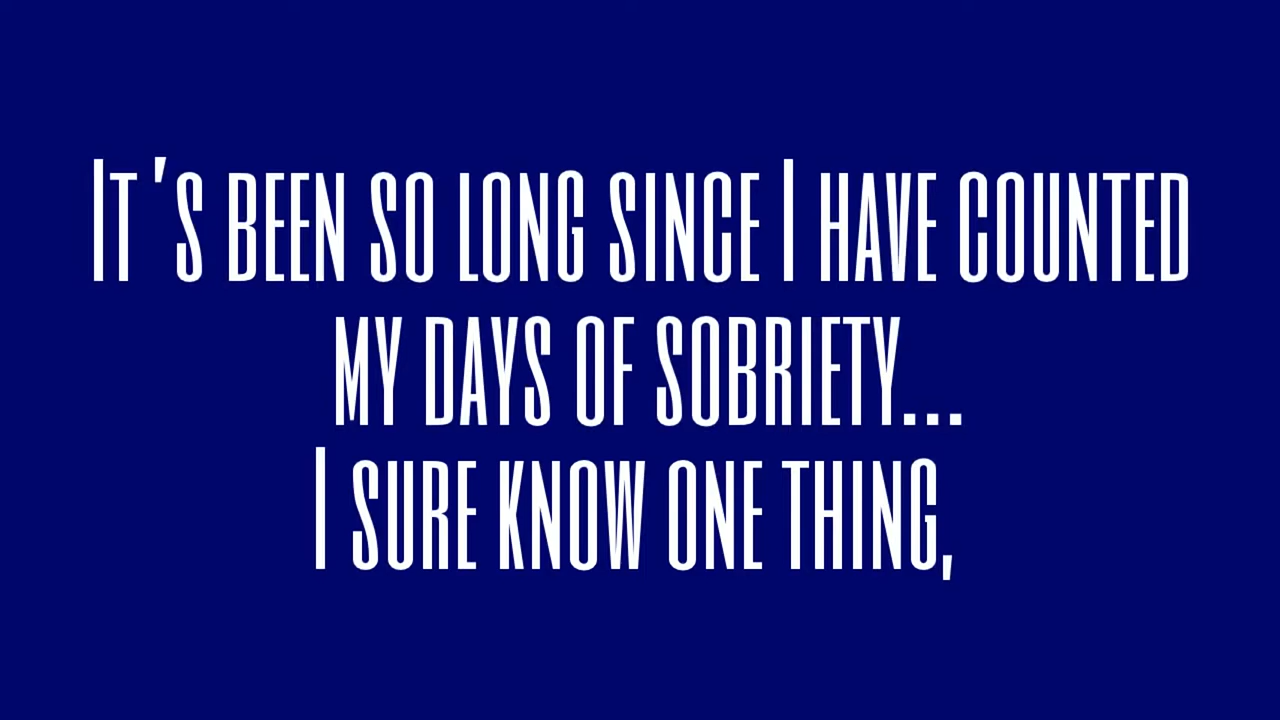 It's been so long since I have counted
my days of sobriety...
I sure know one thing,